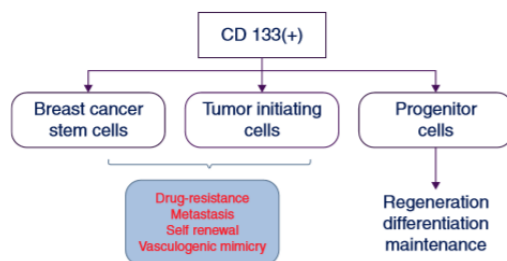 CD 133(+)
Breast cancer
stem cells
Tumor initiating
cells
Progenitor
cells
Drug-resistance
Metastasis
Self renewal
Vasculogenic mimicry
Regeneration
differentiation
maintenance